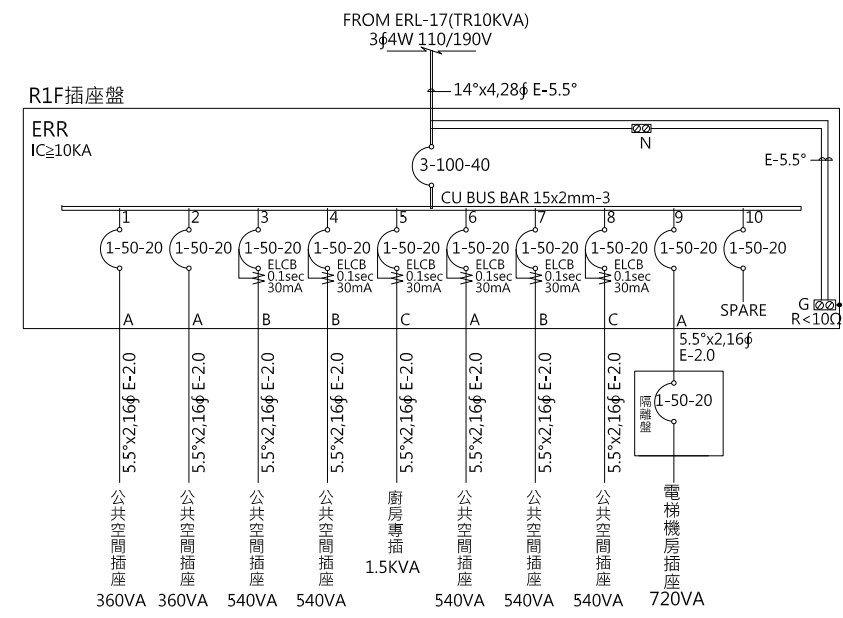 FROM ERL-17(TR10KVA)
3∮4W 110/190V
14°x4,28∮ E-5.5°
R1F插座盤
ERR
IC≧10KA
N
E-5.5°
3-100-40
CU BUS BAR 15x2mm-3
1 2 3 4 5 6 7 8 9 10
1-50-20 1-50-20 1-50-20 1-50-20 1-50-20 1-50-20 1-50-20 1-50-20 1-50-20 1-50-20
ELCB ELCB ELCB ELCB ELCB ELCB
0.1sec 0.1sec 0.1sec 0.1sec 0.1sec 0.1sec
30mA 30mA 30mA 30mA 30mA 30mA
SPARE
G
R<10Ω
A A B B C A B C A
5.5°x2,16∮ E-2.0
5.5°x2,16∮ E-2.0
5.5°x2,16∮ E-2.0
5.5°x2,16∮ E-2.0
5.5°x2,16∮ E-2.0
5.5°x2,16∮ E-2.0
5.5°x2,16∮ E-2.0
5.5°x2,16∮ E-2.0
5.5°x2,16∮
E-2.0
隔離盤
1-50-20
公共空間插座
360VA
公共空間插座
360VA
公共空間插座
540VA
公共空間插座
540VA
廚房專插
1.5KVA
公共空間插座
540VA
公共空間插座
540VA
公共空間插座
540VA
電梯機房插座
720VA